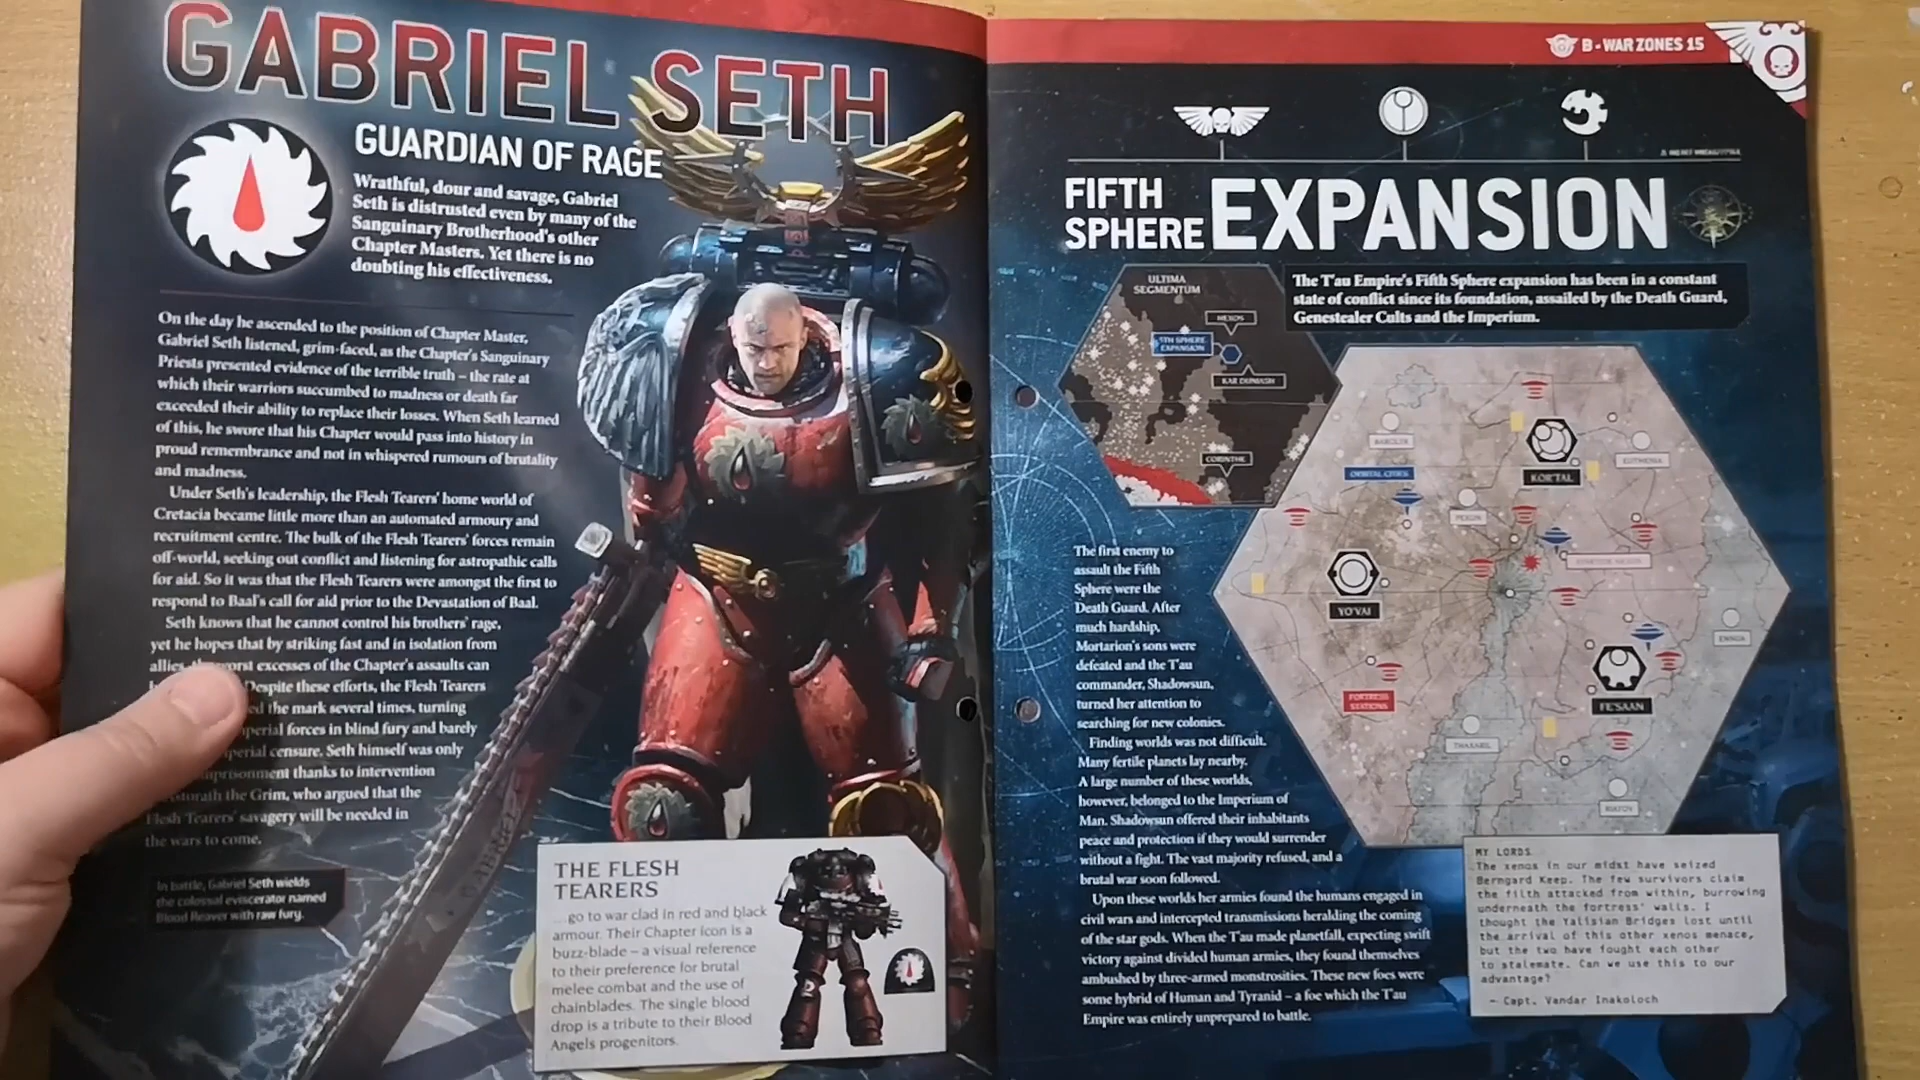 GABRIEL SETH
GUARDIAN OF RAGE
Wrathful, dour and savage, Gabriel
Seth is distrusted even by many of the
Sanguinary Brotherhood's other
Chapter Masters. Yet there is no
doubting his effectiveness.
On the day he ascended to the position of Chapter Master,
Gabriel Seth listened, grim-faced, as the Chapter's Sanguinary
Priests presented evidence of the terrible truth – the rate at
which their warriors succumbed to madness or death far
exceeded their ability to replace their losses. When Seth learned
of this, he swore that his Chapter would pass into history in
proud remembrance and not in whispered rumours of brutality
and madness.
Under Seth's leadership, the Flesh Tearers' home world of
Cretacia became little more than an automated armoury and
recruitment centre. The bulk of the Flesh Tearers' forces remain
off-world, seeking out conflict and listening for astropathic calls
for aid. So it was that the Flesh Tearers were amongst the first to
respond to Baal's call for aid prior to the Devastation of Baal.
Seth knows that he cannot control his brothers' rage,
yet he hopes that by striking fast and in isolation from
allies, worst excesses of the Chapter's assaults can
Despite these efforts, the Flesh Tearers
the mark several times, turning
forces in blind fury and barely
censure. Seth himself was only
thanks to intervention
the Grim, who argued that the
Flesh Tearers' savagery will be needed in
the wars to come.
In battle, Gabriel Seth wields
the colossal eviscerator named
Blood Reaver with raw fury.
THE FLESH
TEARERS
...go to war clad in red and black
armour. Their Chapter icon is a
buzz-blade – a visual reference
to their preference for brutal
melee combat and the use of
chainblades. The single blood
drop is a tribute to their Blood
Angels progenitors.
B - WAR ZONES 15
FIFTH
SPHERE EXPANSION
The T'au Empire's Fifth Sphere expansion has been in a constant
state of conflict since its foundation, assailed by the Death Guard,
Genestealer Cults and the Imperium.
ULTIMA
SEGMENTUM
NEXOS
5TH SPHERE
EXPANSION
KAR DUNIASH
CORINTHE
KOR'TAL
EUTHENIA
ORBITAL CITIES
PEXON
YO'VAI
FORTRESS
STATIONS
FE'SAAN
ENNOIA
THAXARIL
The first enemy to
assault the Fifth
Sphere were the
Death Guard. After
much hardship,
Mortarion's sons were
defeated and the T'au
commander, Shadowsun,
turned her attention to
searching for new colonies.
Finding worlds was not difficult.
Many fertile planets lay nearby.
A large number of these worlds,
however, belonged to the Imperium of
Man. Shadowsun offered their inhabitants
peace and protection if they would surrender
without a fight. The vast majority refused, and a
brutal war soon followed.
Upon these worlds her armies found the humans engaged in
civil wars and intercepted transmissions heralding the coming
of the star gods. When the T'au made planetfall, expecting swift
victory against divided human armies, they found themselves
ambushed by three-armed monstrosities. These new foes were
some hybrid of Human and Tyranid – a foe which the T'au
Empire was entirely unprepared to battle.
MY LORDS
The xenos in our midst have seized
Berngard Keep. The few survivors claim
the filth attacked from within, burrowing
underneath the fortress' walls. I
thought the Yalisian Bridges lost until
the arrival of this other xenos menace,
but the two have fought each other
to stalemate. Can we use this to our
advantage?
– Capt. Vandar Inakoloch